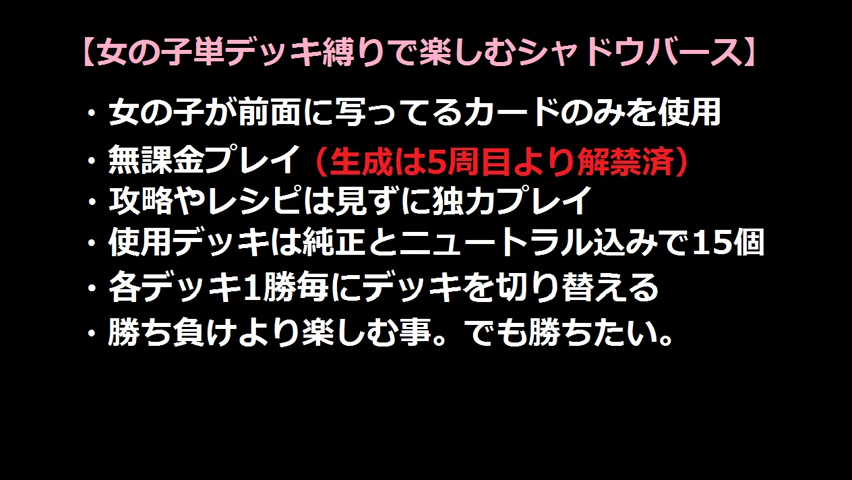 【女の子単デッキ縛りで楽しむシャドウバース】
・女の子が前面に写ってるカードのみを使用
・無課金プレイ（生成は5周目より解禁済）
・攻略やレシピは見ずに独力プレイ
・使用デッキは純正とニュートラル込みで15個
・各デッキ1勝毎にデッキを切り替える
・勝ち負けより楽しむ事。でも勝ちたい。